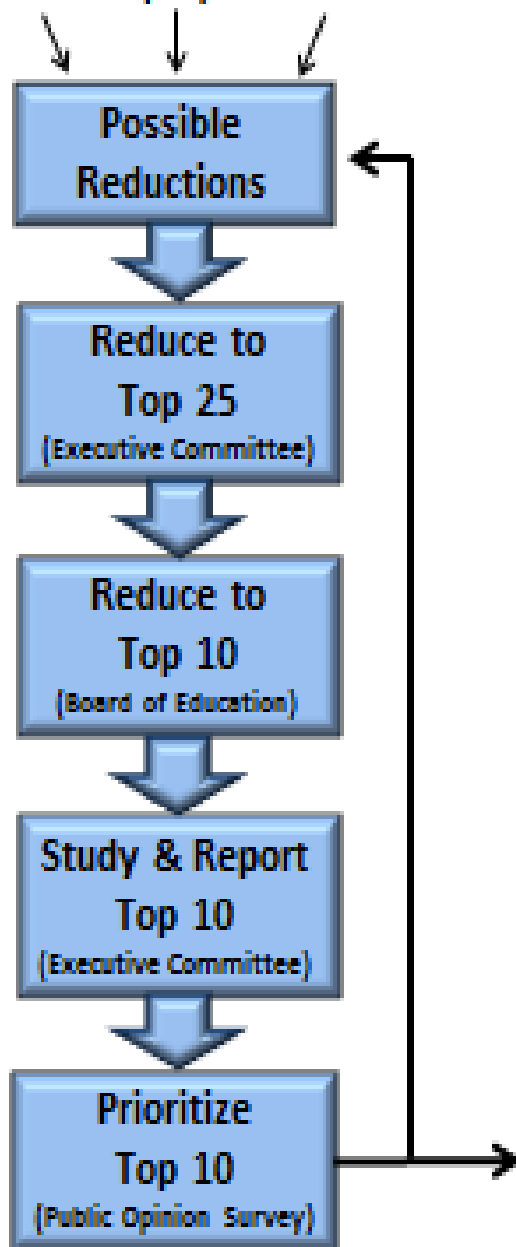 Possible
Reductions
Reduce to
Top 25
(Executive Committee)
Reduce to
Top 10
(Board of Education)
Study & Report
Top 10
(Executive Committee)
Prioritize
Top 10
(Public Opinion Survey)